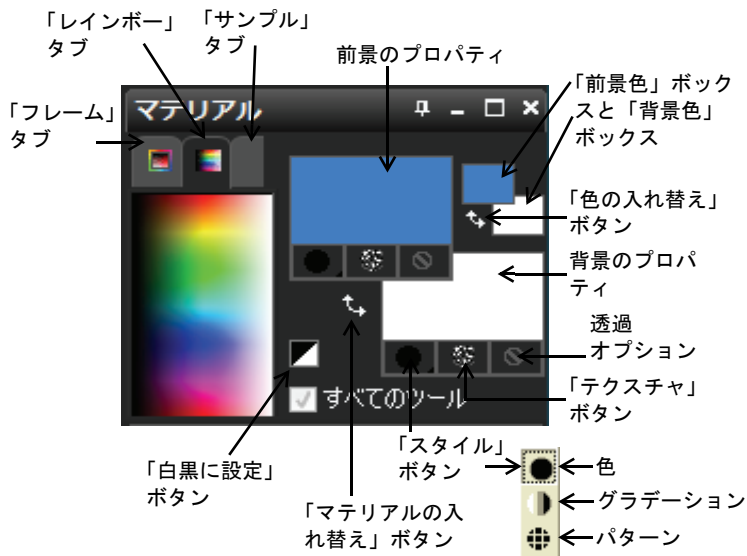 「レインボー」
タブ
「サンプル」
タブ
前景のプロパティ
「前景色」ボック
スと「背景色」
ボックス
「フレーム」
タブ
マテリアル
「色の入れ替え」
ボタン
背景のプロパ
ティ
透過
オプション
「テクスチャ」
ボタン
すべてのツール
「スタイル」
ボタン
「白黒に設定」
ボタン
「マテリアルの入
れ替え」ボタン
色
グラデーション
パターン